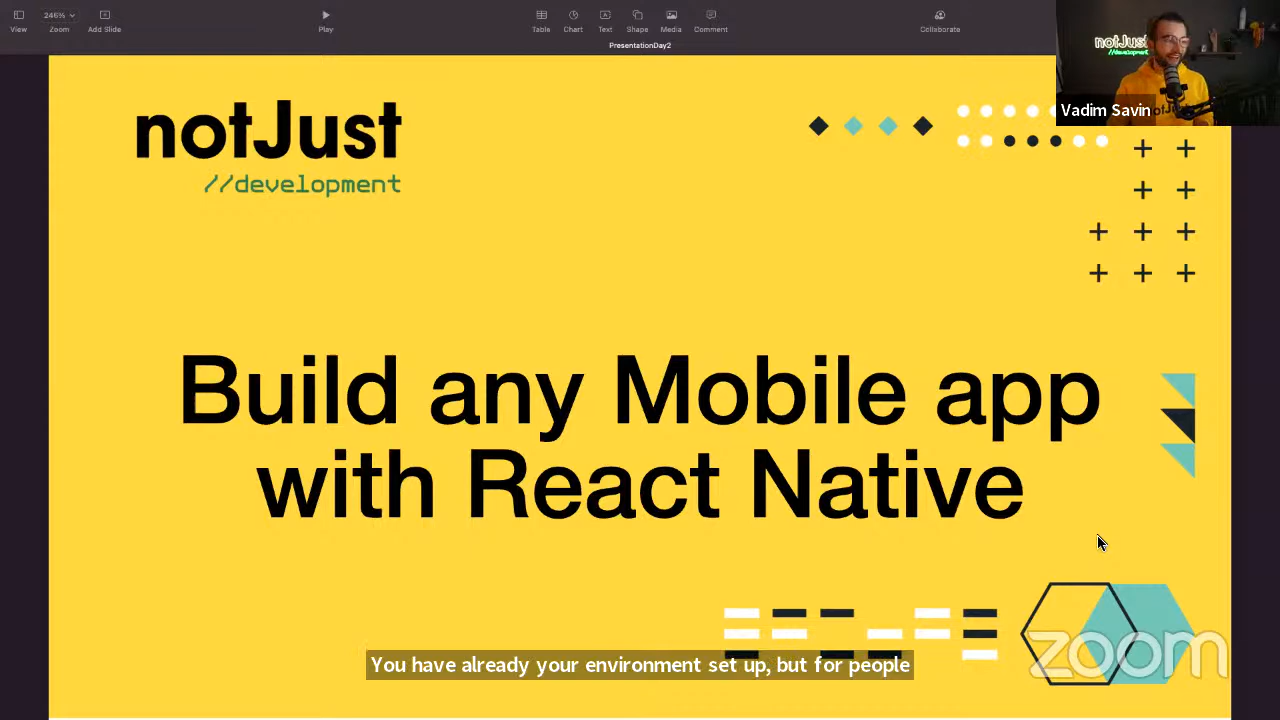 246%
View
Zoom
Add Slide
Play
Table
Chart
Text
Shape
Media
Comment
Collaborate
PresentationDay2
notJust
//development
Vadim Savin
notJust
//development
Build any Mobile app
with React Native
zoom
You have already your environment set up, but for people